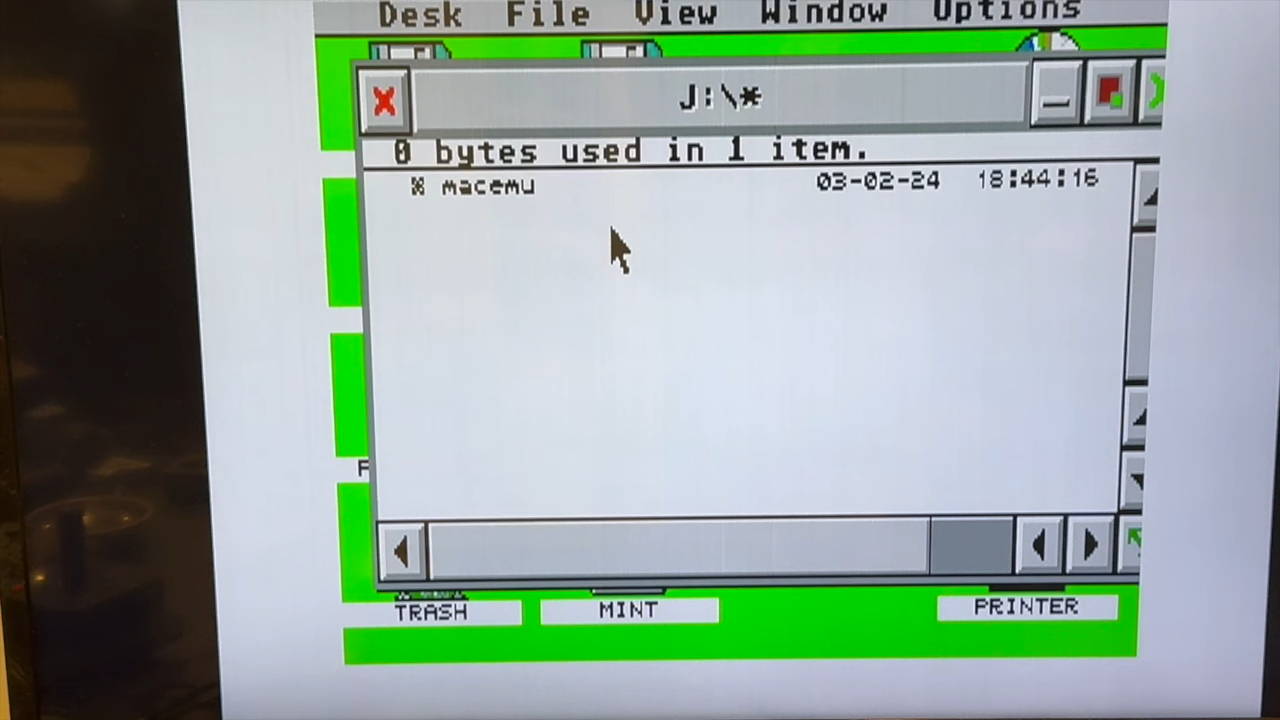 Desk File View Window Options
J:\*
0 bytes used in 1 item.
macemu 03-02-24 18:44:16
TRASH MINT PRINTER